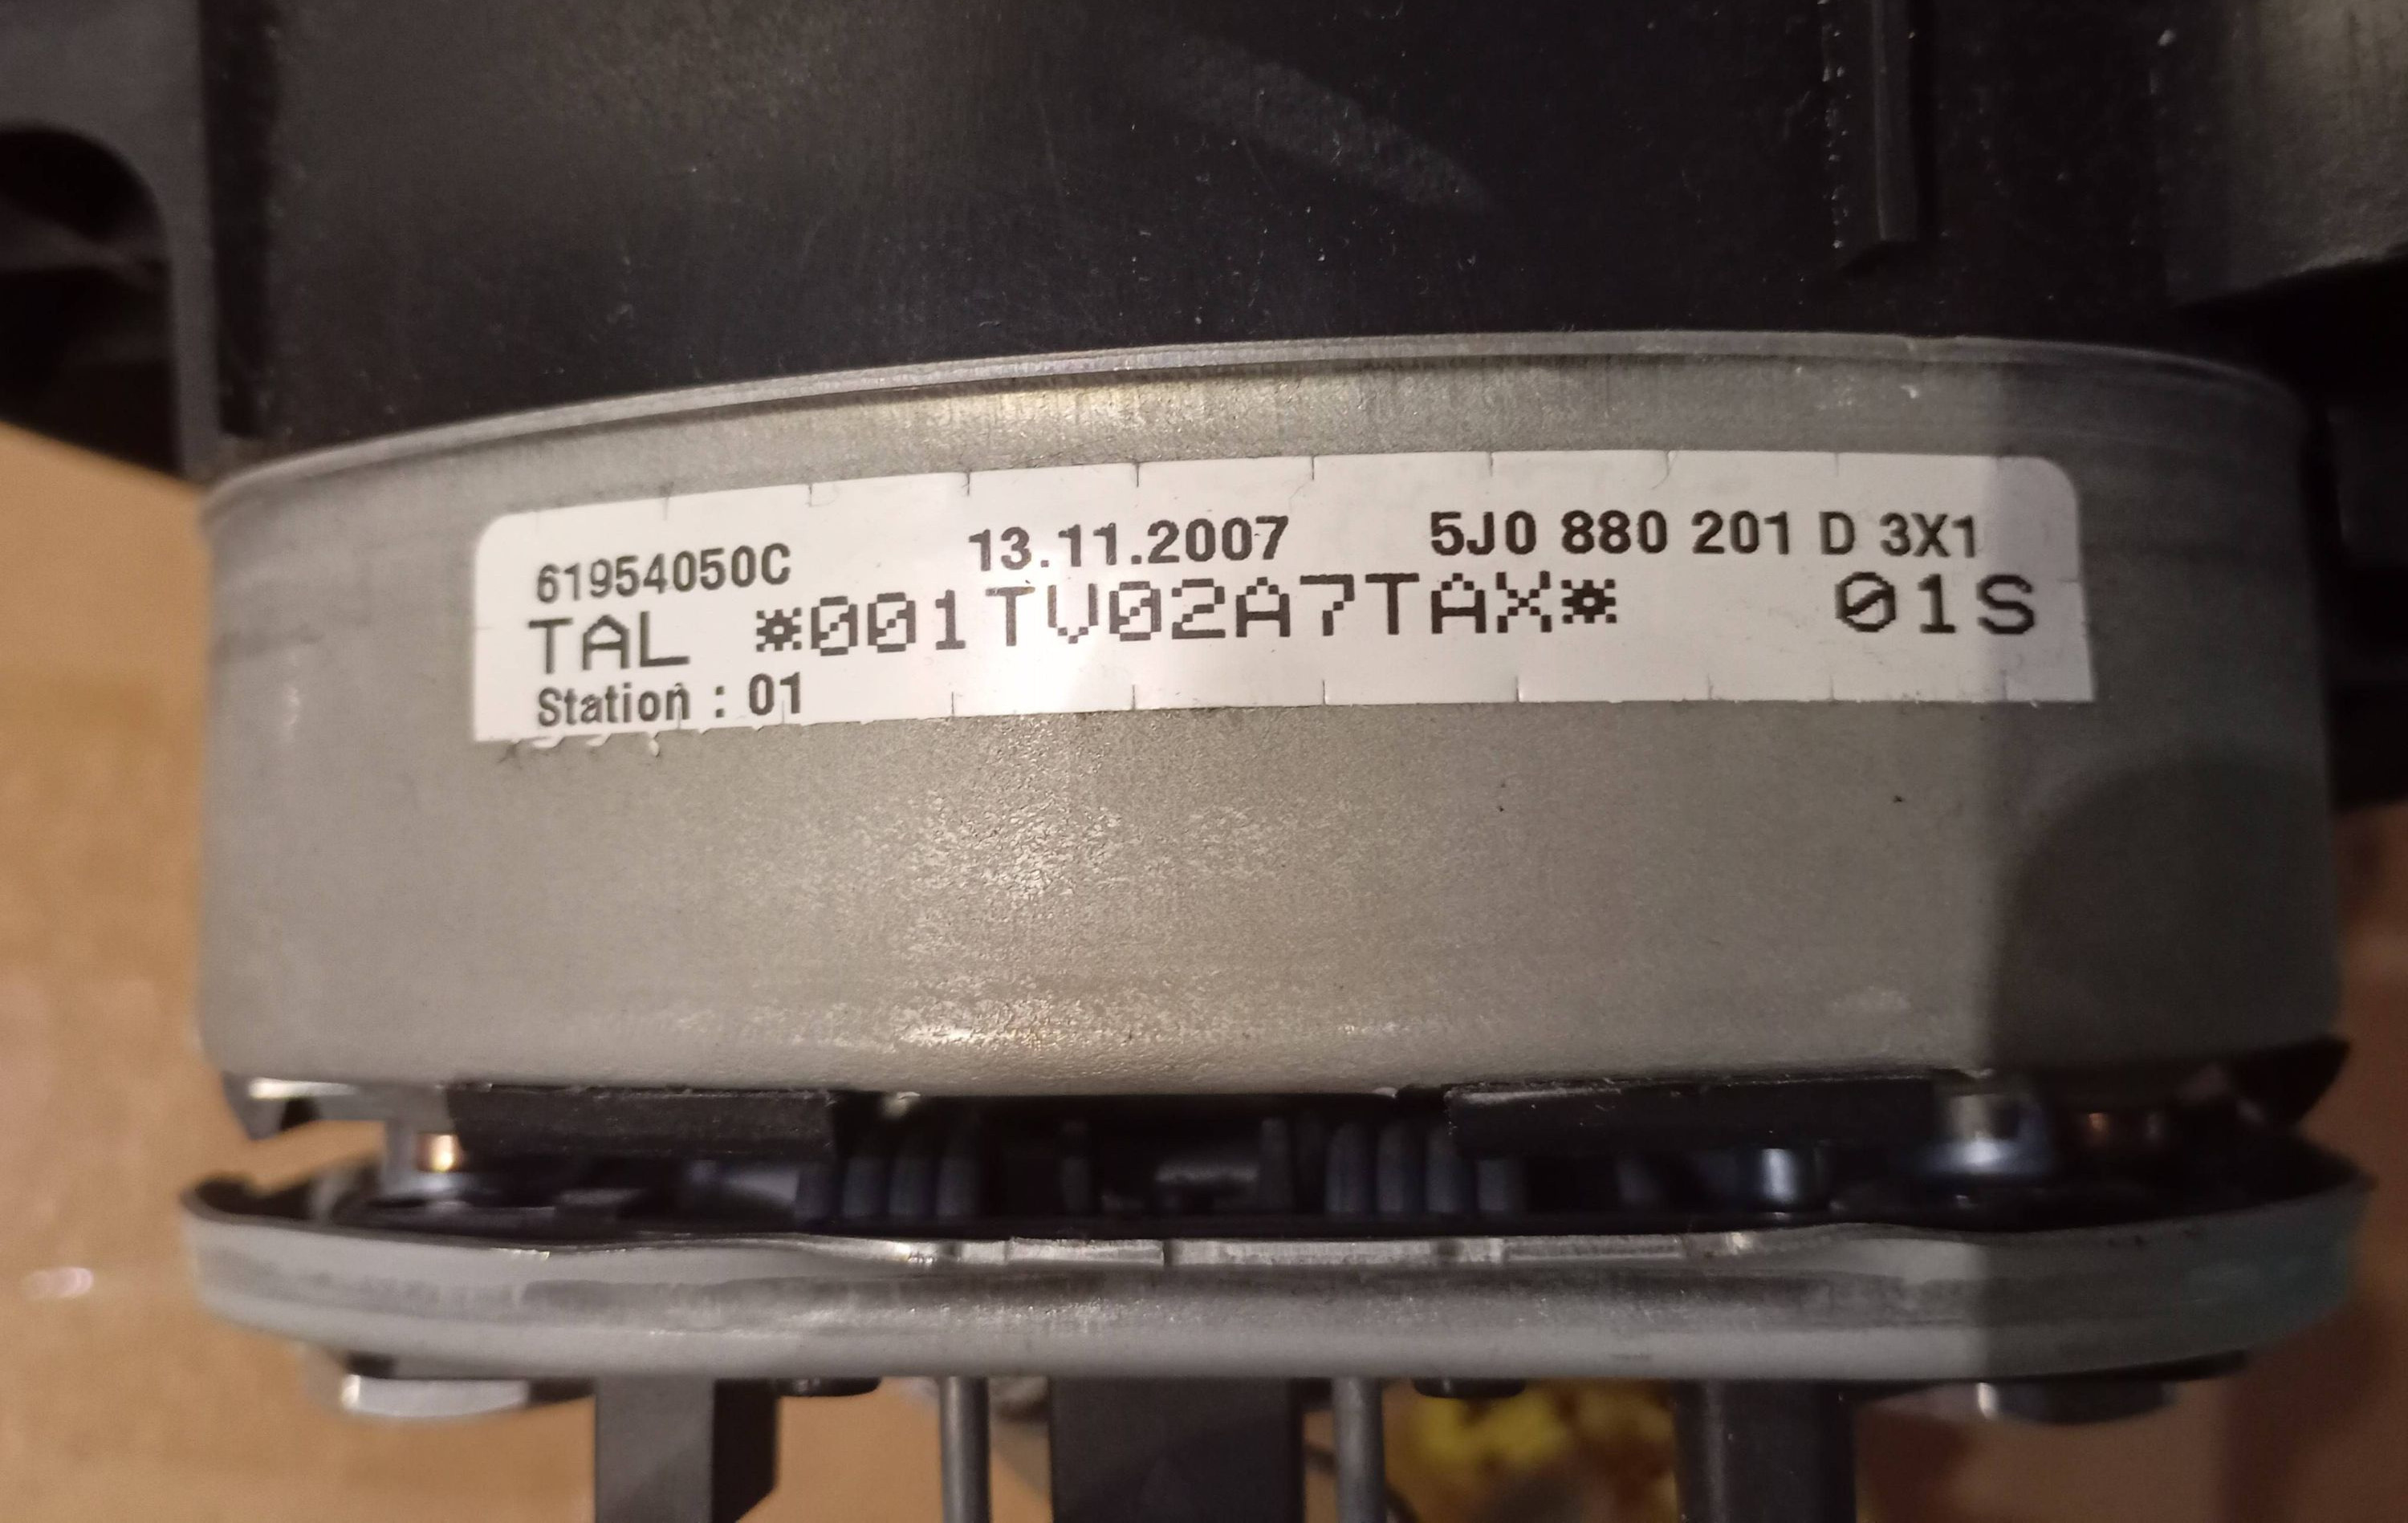 61954050C 13.11.2007 5J0 880 201 D 3X1
TAL *001TV02A7TAX* 01S
Station : 01